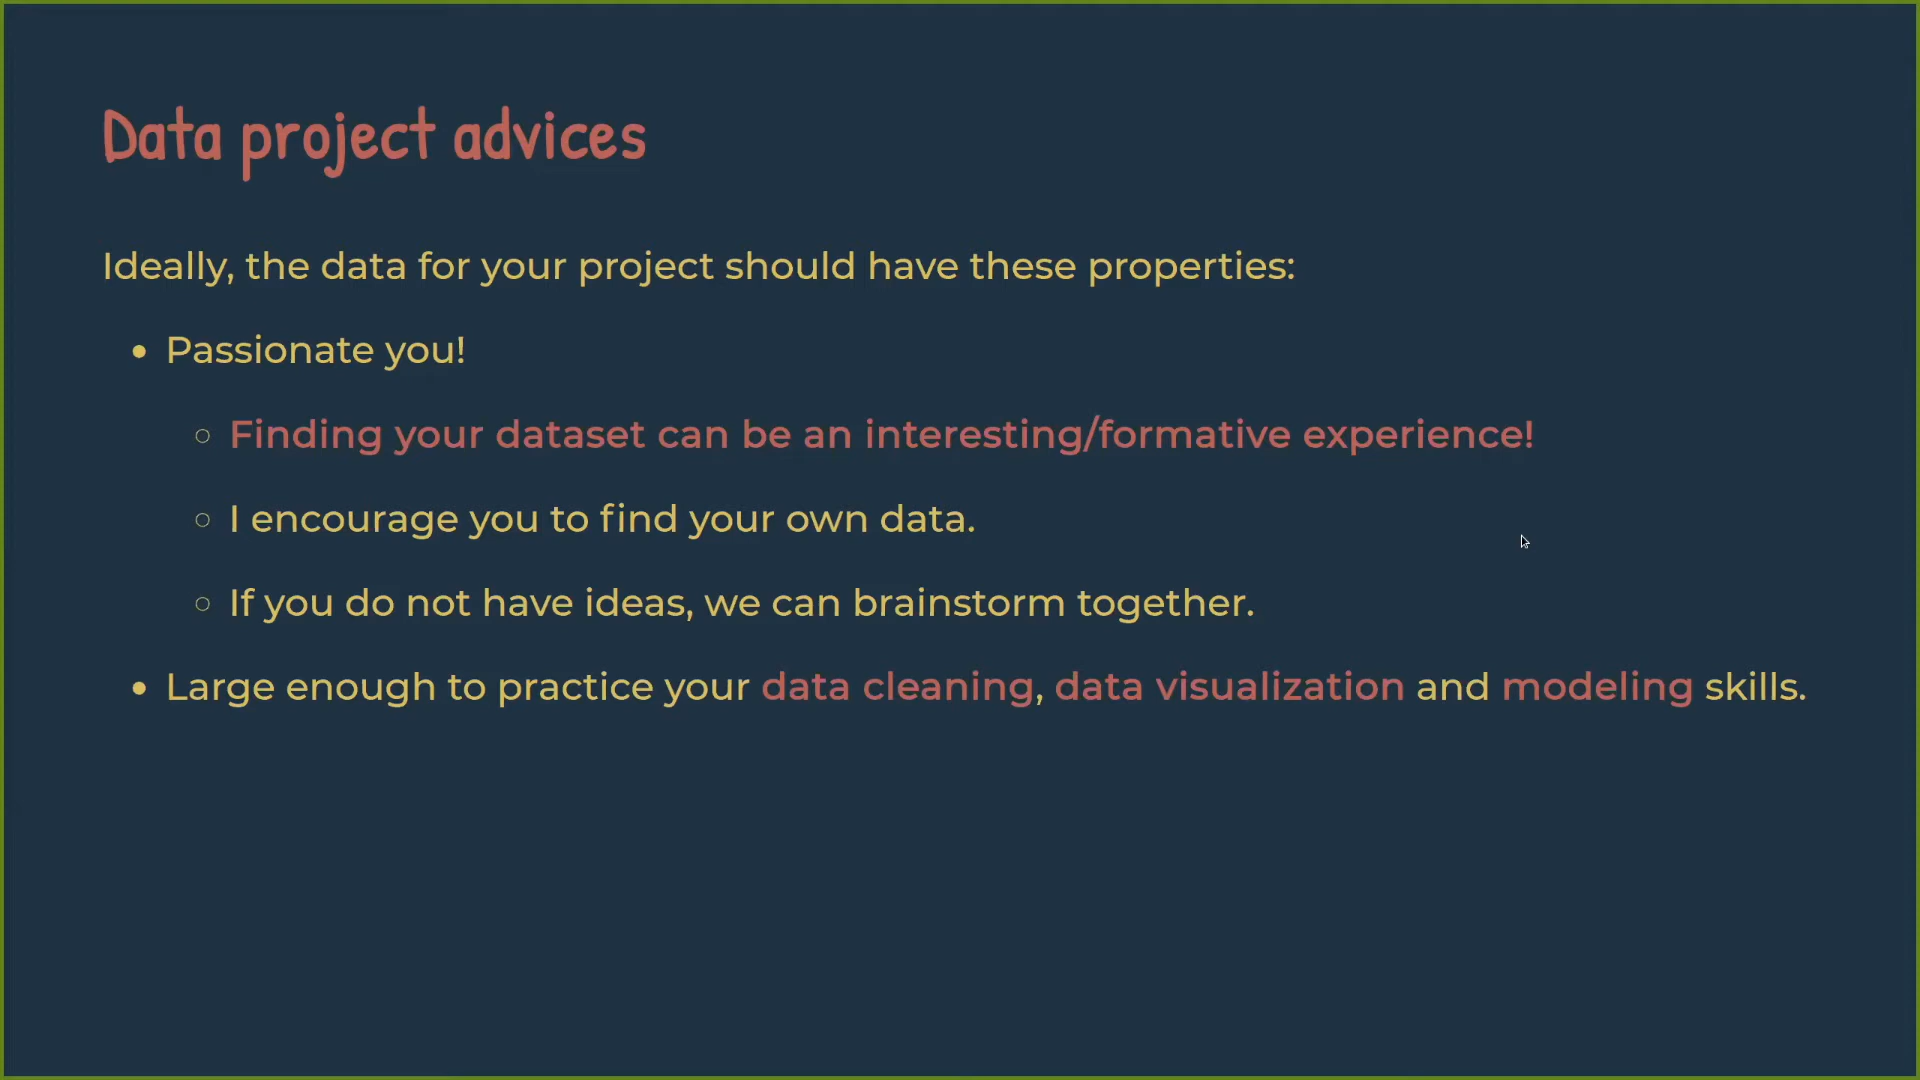 Data project advices
Ideally, the data for your project should have these properties:
• Passionate you!
○ Finding your dataset can be an interesting/formative experience!
○ I encourage you to find your own data.
○ If you do not have ideas, we can brainstorm together.
• Large enough to practice your data cleaning, data visualization and modeling skills.